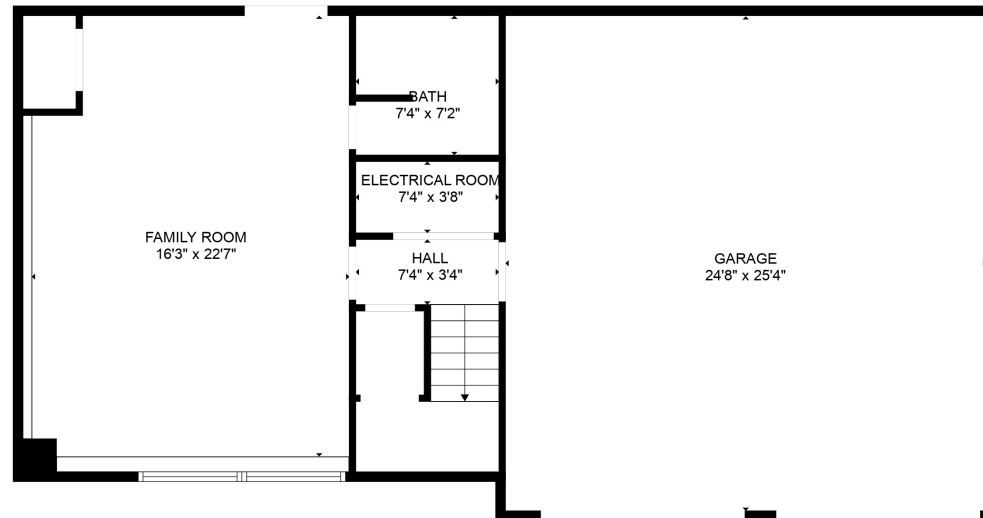 BATH
7'4" x 7'2"
ELECTRICAL ROOM
7'4" x 3'8"
FAMILY ROOM
16'3" x 22'7"
HALL
7'4" x 3'4"
GARAGE
24'8" x 25'4"